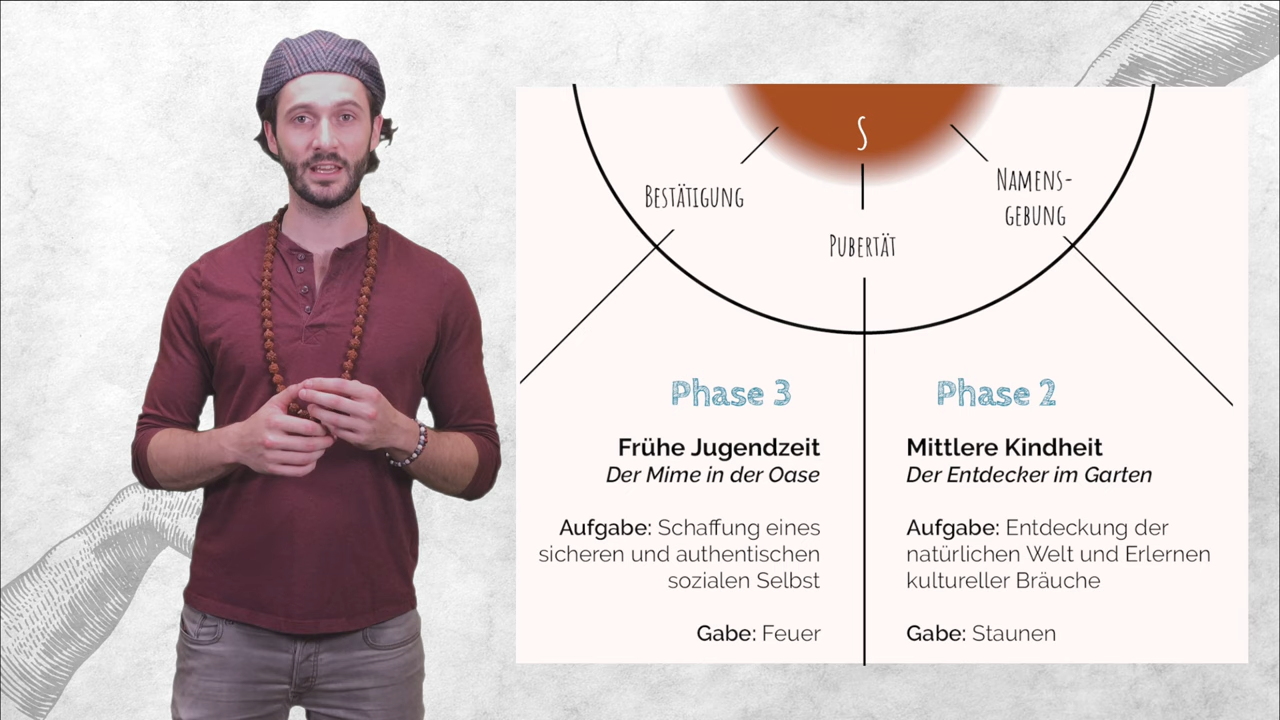 S
BESTÄTIGUNG
NAMENS-
GEBUNG
PUBERTÄT
Phase 3
Frühe Jugendzeit
Der Mime in der Oase
Aufgabe: Schaffung eines
sicheren und authentischen
sozialen Selbst
Gabe: Feuer
Phase 2
Mittlere Kindheit
Der Entdecker im Garten
Aufgabe: Entdeckung der
natürlichen Welt und Erlernen
kultureller Bräuche
Gabe: Staunen